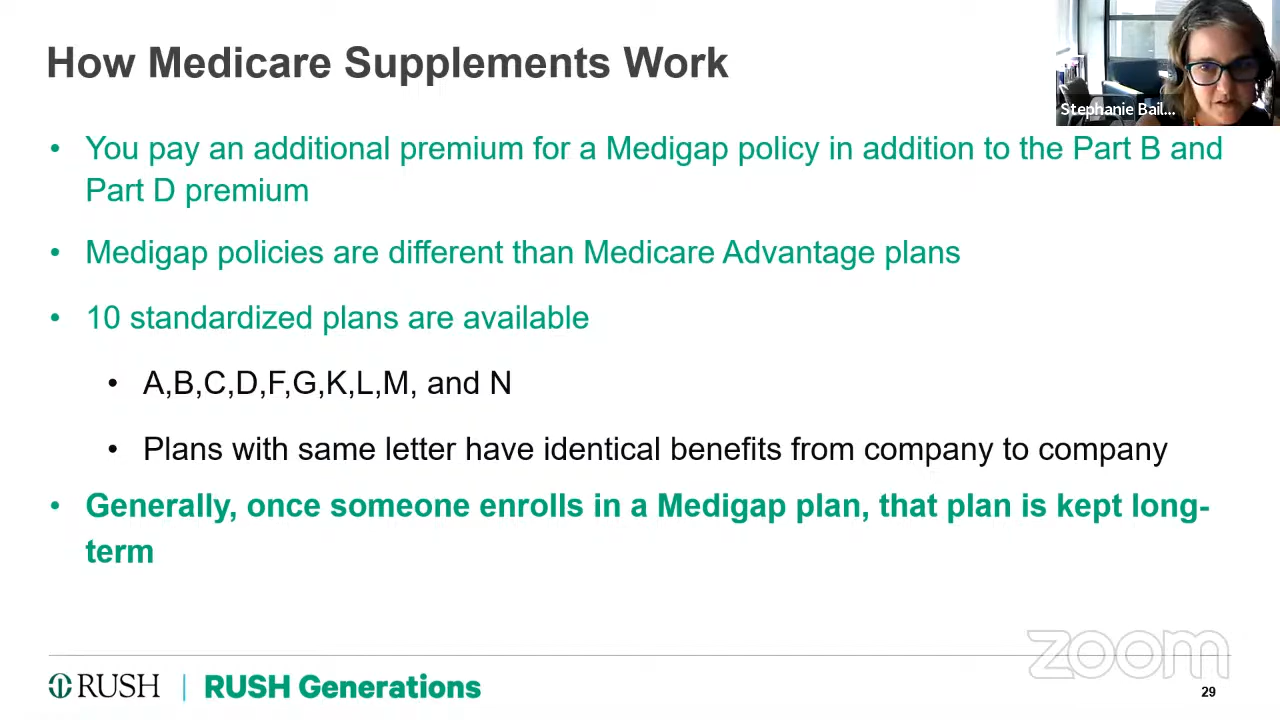 How Medicare Supplements Work
Stephanie Bail...
• You pay an additional premium for a Medigap policy in addition to the Part B and
Part D premium
• Medigap policies are different than Medicare Advantage plans
• 10 standardized plans are available
• A,B,C,D,F,G,K,L,M, and N
• Plans with same letter have identical benefits from company to company
• Generally, once someone enrolls in a Medigap plan, that plan is kept long-
term
zoom
RUSH | RUSH Generations
29